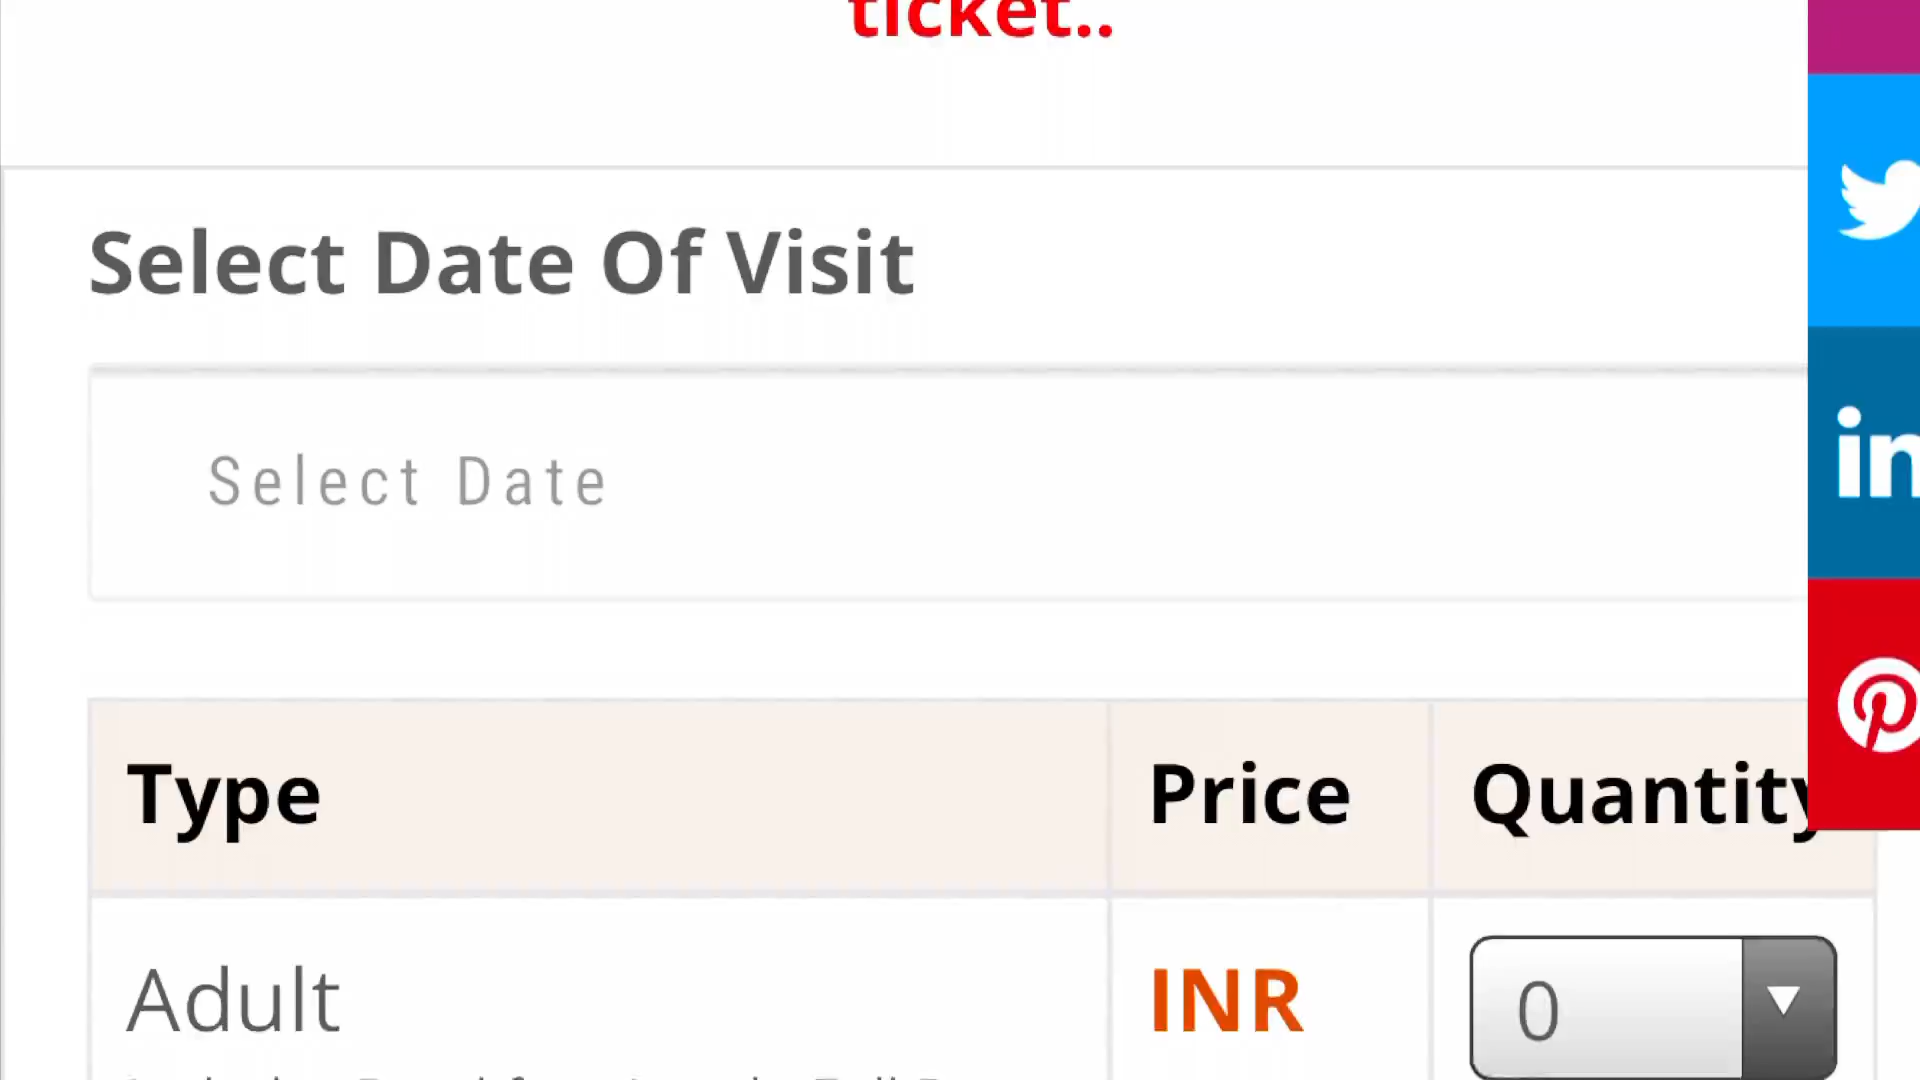 ticket..
Select Date Of Visit
Select Date
Type Price Quantity
Adult INR 0